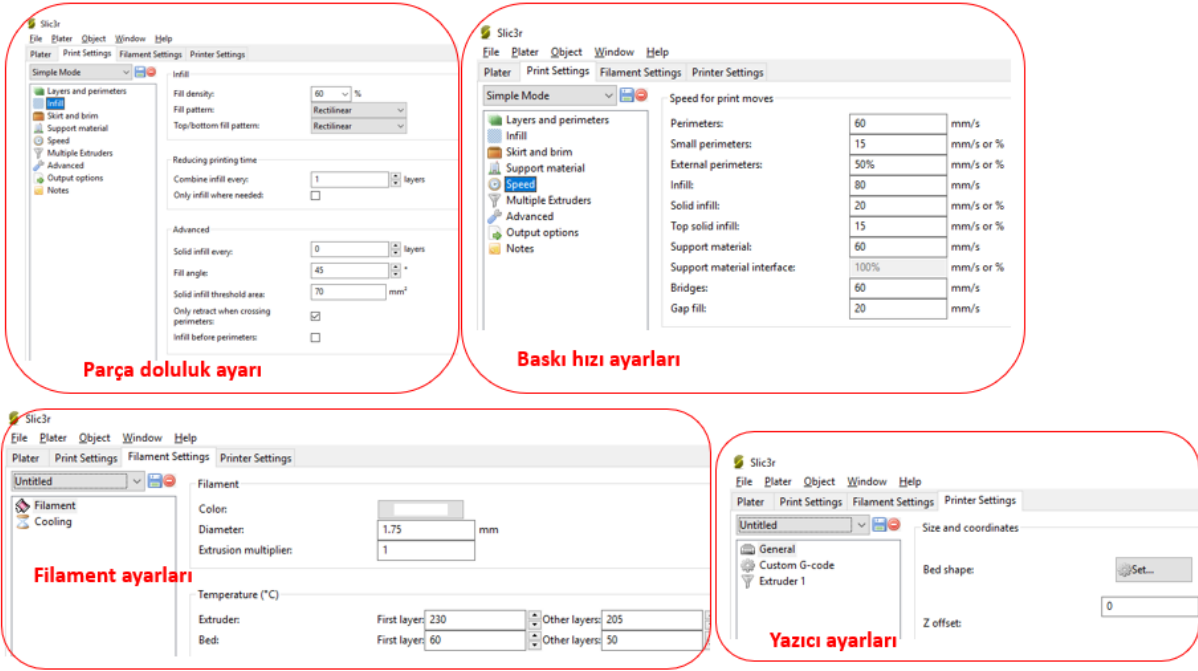 Slic3r
File Plater Object Window Help
Plater Print Settings Filament Settings Printer Settings
Simple Mode
Layers and perimeters
Infill
Skirt and brim
Support material
Speed
Multiple Extruders
Advanced
Output options
Notes
Infill
Fill density: 60 %
Fill pattern: Rectilinear
Top/bottom fill pattern: Rectilinear
Reducing printing time
Combine infill every: 1 layers
Only infill where needed:
Advanced
Solid infill every: 0 layers
Fill angle: 45 °
Solid infill threshold area: 70 mm²
Only retract when crossing
perimeters:
Infill before perimeters:
Parça doluluk ayarı
Slic3r
File Plater Object Window Help
Plater Print Settings Filament Settings Printer Settings
Simple Mode
Layers and perimeters
Infill
Skirt and brim
Support material
Speed
Multiple Extruders
Advanced
Output options
Notes
Speed for print moves
Perimeters: 60 mm/s
Small perimeters: 15 mm/s or %
External perimeters: 50% mm/s or %
Infill: 80 mm/s
Solid infill: 20 mm/s or %
Top solid infill: 15 mm/s or %
Support material: 60 mm/s
Support material interface: 100% mm/s or %
Bridges: 60 mm/s
Gap fill: 20 mm/s
Baskı hızı ayarları
Slic3r
File Plater Object Window Help
Plater Print Settings Filament Settings Printer Settings
Untitled
Filament
Cooling
Filament
Color:
Diameter: 1.75 mm
Extrusion multiplier: 1
Temperature (°C)
Extruder: First layer: 230 Other layers: 205
Bed: First layer: 60 Other layers: 50
Filament ayarları
Slic3r
File Plater Object Window Help
Plater Print Settings Filament Settings Printer Settings
Untitled
General
Custom G-code
Extruder 1
Size and coordinates
Bed shape: Set...
0
Z offset:
Yazıcı ayarları